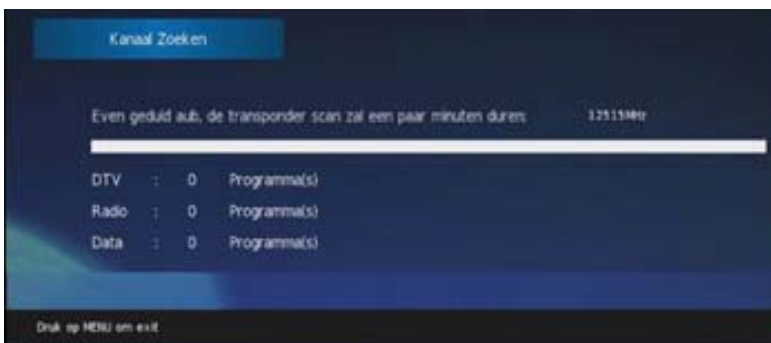 Kanaal Zoeken
Even geduld aub, de transponder scan zal een paar minuten duren: 12515MHz
DTV : 0 Programma(s)
Radio : 0 Programma(s)
Data : 0 Programma(s)
Druk op MENU om exit